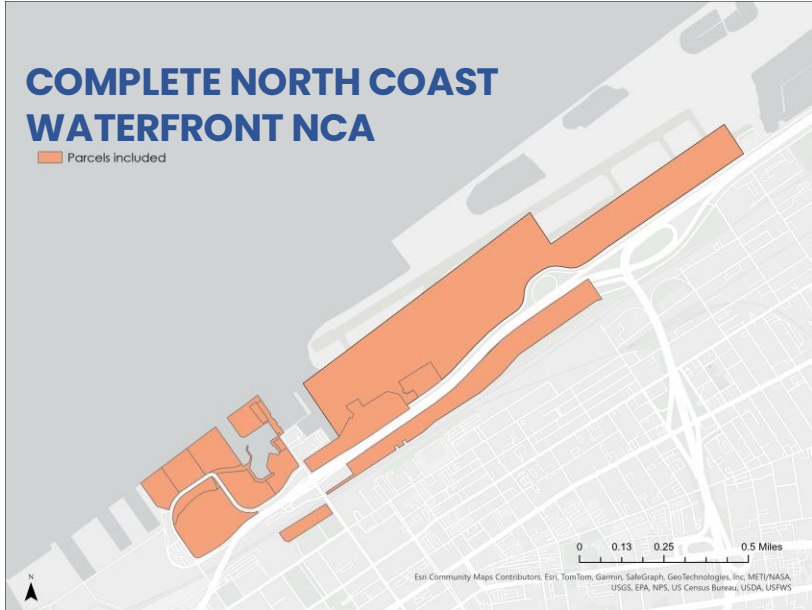 COMPLETE NORTH COAST
WATERFRONT NCA
Parcels included
0 0.13 0.25 0.5 Miles
Esri Community Maps Contributors, Esri, TomTom, Garmin, SafeGraph, GeoTechnologies, Inc, METI/NASA,
USGS, EPA, NPS, US Census Bureau, USDA, USFWS
N